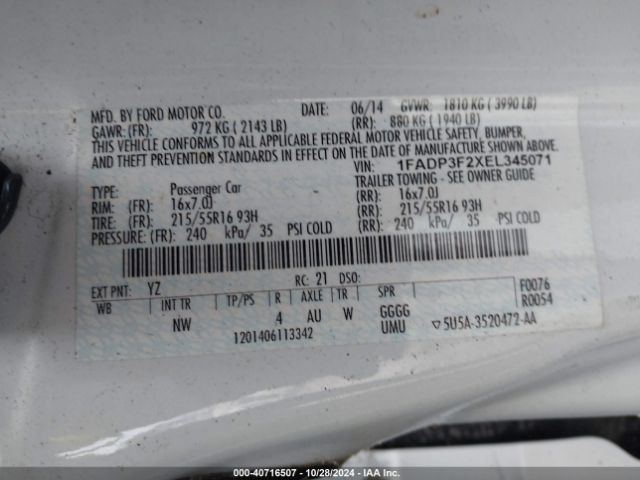 MFD. BY FORD MOTOR CO. DATE: 06/14 GVWR: 1810 KG ( 3990 LB)
GAWR: (FR): 972 KG ( 2143 LB) (RR): 880 KG ( 1940 LB)
THIS VEHICLE CONFORMS TO ALL APPLICABLE FEDERAL MOTOR VEHICLE SAFETY, BUMPER,
AND THEFT PREVENTION STANDARDS IN EFFECT ON THE DATE OF MANUFACTURE SHOWN ABOVE.
VIN: 1FADP3F2XEL345071
TYPE: Passenger Car TRAILER TOWING - SEE OWNER GUIDE
RIM: (FR): 16x7.0J (RR): 16x7.0J
TIRE: (FR): 215/55R16 93H (RR): 215/55R16 93H
PRESSURE: (FR): 240 kPa/ 35 PSI COLD (RR): 240 kPa/ 35 PSI COLD
EXT PNT: YZ RC: 21 DSO: F0076
WB INT TR TP/PS R AXLE TR SPR R0054
NW 4 AU W GGGG
1201406113342 UMU ▽ 5U5A-3520472-AA
000-40716507 - 10/28/2024 - IAA Inc.